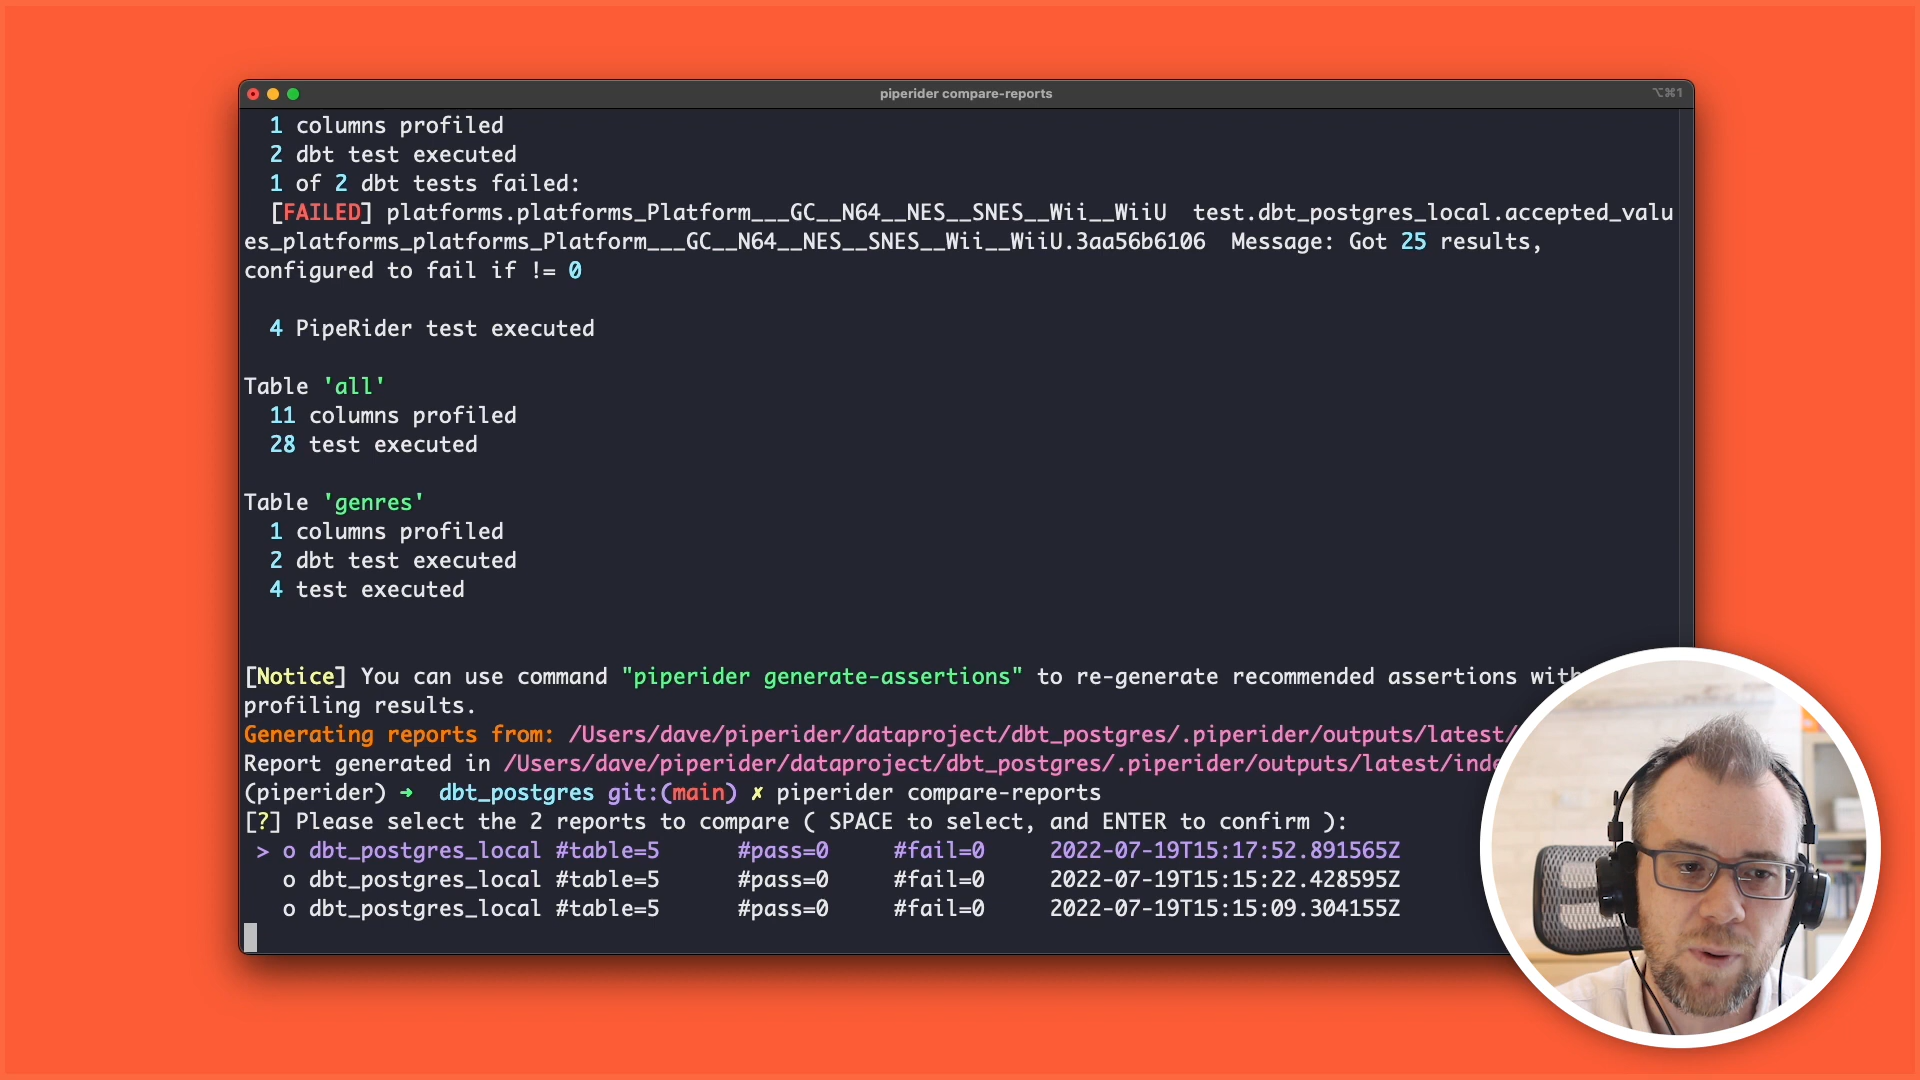 piperider compare-reports
⌥⌘1
1 columns profiled
2 dbt test executed
1 of 2 dbt tests failed:
[FAILED] platforms.platforms_Platform___GC__N64__NES__SNES__Wii__WiiU  test.dbt_postgres_local.accepted_valu
es_platforms_platforms_Platform___GC__N64__NES__SNES__Wii__WiiU.3aa56b6106  Message: Got 25 results,
configured to fail if != 0
4 PipeRider test executed
Table 'all'
11 columns profiled
28 test executed
Table 'genres'
1 columns profiled
2 dbt test executed
4 test executed
[Notice] You can use command "piperider generate-assertions" to re-generate recommended assertions with
profiling results.
Generating reports from: /Users/dave/piperider/dataproject/dbt_postgres/.piperider/outputs/latest/
Report generated in /Users/dave/piperider/dataproject/dbt_postgres/.piperider/outputs/latest/inde
(piperider) ➜  dbt_postgres git:(main) ✗ piperider compare-reports
[?] Please select the 2 reports to compare ( SPACE to select, and ENTER to confirm ):
> o dbt_postgres_local #table=5      #pass=0     #fail=0     2022-07-19T15:17:52.891565Z
o dbt_postgres_local #table=5      #pass=0     #fail=0     2022-07-19T15:15:22.428595Z
o dbt_postgres_local #table=5      #pass=0     #fail=0     2022-07-19T15:15:09.304155Z